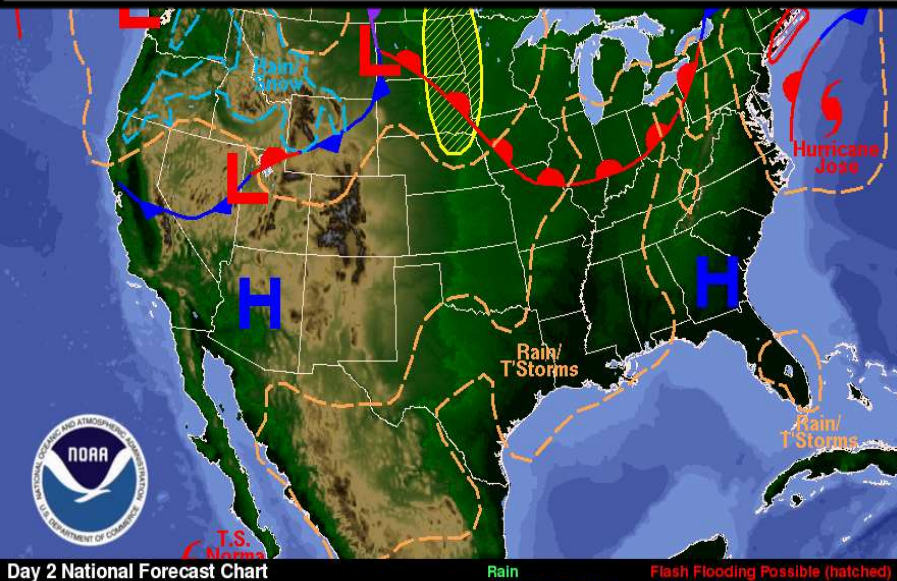 L
L
Rain/
Snow
L
Hurricane
Jose
H
H
Rain/
T'Storms
Rain/
T'Storms
NATIONAL OCEANIC AND ATMOSPHERIC ADMINISTRATION
NOAA
U.S. DEPARTMENT OF COMMERCE
T.S.
Norma
Day 2 National Forecast Chart
Rain
Flash Flooding Possible (hatched)